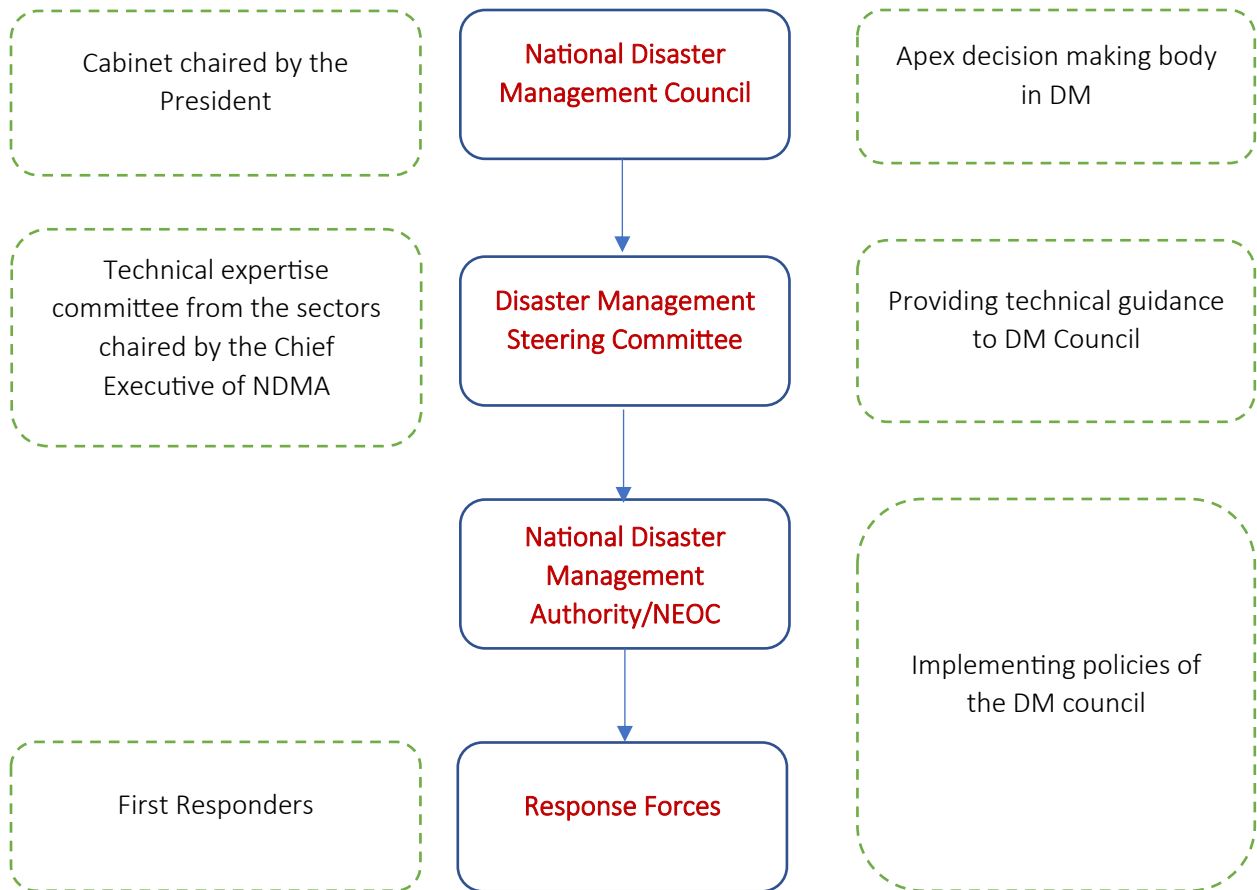 Cabinet chaired by the
President
National Disaster
Management Council
Apex decision making body
in DM
Technical expertise
committee from the sectors
chaired by the Chief
Executive of NDMA
Disaster Management
Steering Committee
Providing technical guidance
to DM Council
National Disaster
Management
Authority/NEOC
Implementing policies of
the DM council
First Responders
Response Forces